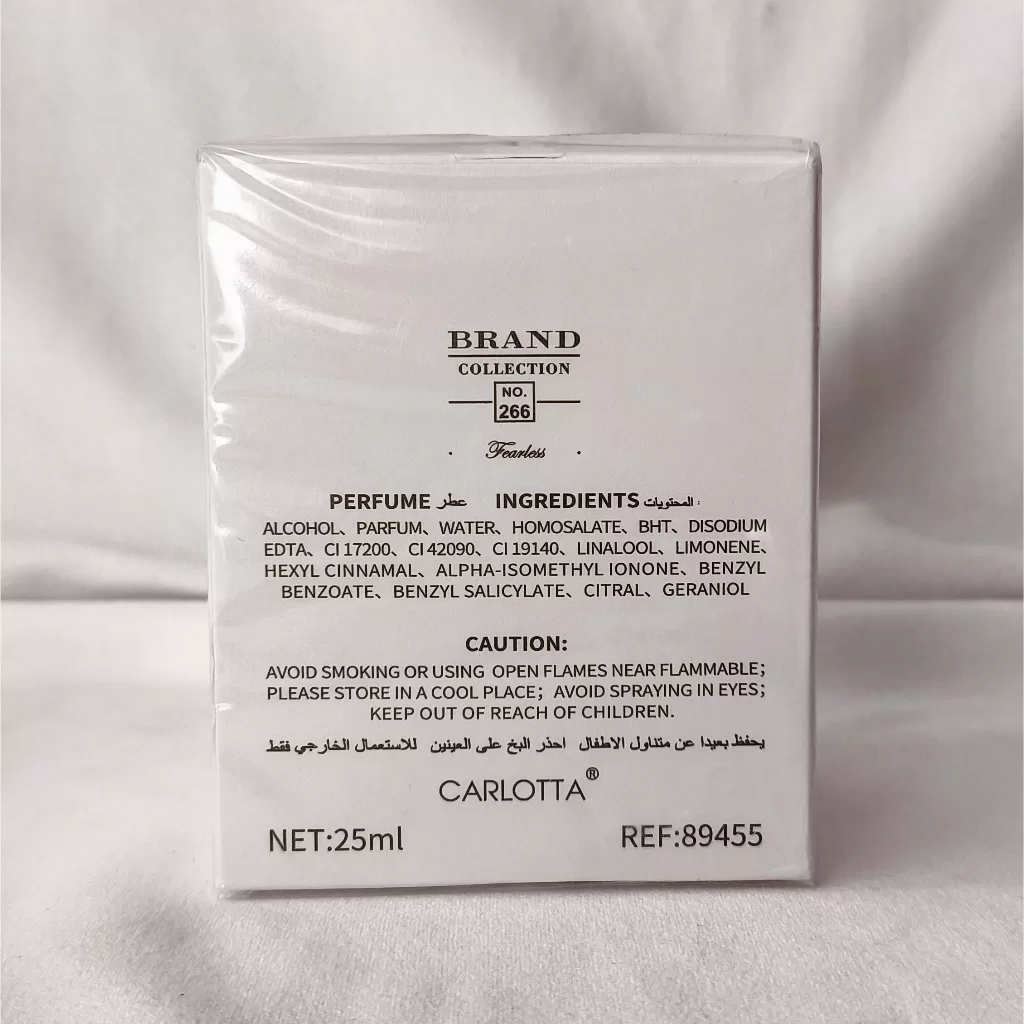 BRAND
COLLECTION
NO.
266
· Fearless ·
PERFUME عطر INGREDIENTS المحتويات :
ALCOHOL、PARFUM、WATER、HOMOSALATE、BHT、DISODIUM
EDTA、CI 17200、CI 42090、CI 19140、LINALOOL、LIMONENE、
HEXYL CINNAMAL、ALPHA-ISOMETHYL IONONE、BENZYL
BENZOATE、BENZYL SALICYLATE、CITRAL、GERANIOL
CAUTION:
AVOID SMOKING OR USING OPEN FLAMES NEAR FLAMMABLE;
PLEASE STORE IN A COOL PLACE; AVOID SPRAYING IN EYES;
KEEP OUT OF REACH OF CHILDREN.
يحفظ بعيدا عن متناول الاطفال احذر البخ على العينين للاستعمال الخارجي فقط
CARLOTTA®
NET:25ml REF:89455